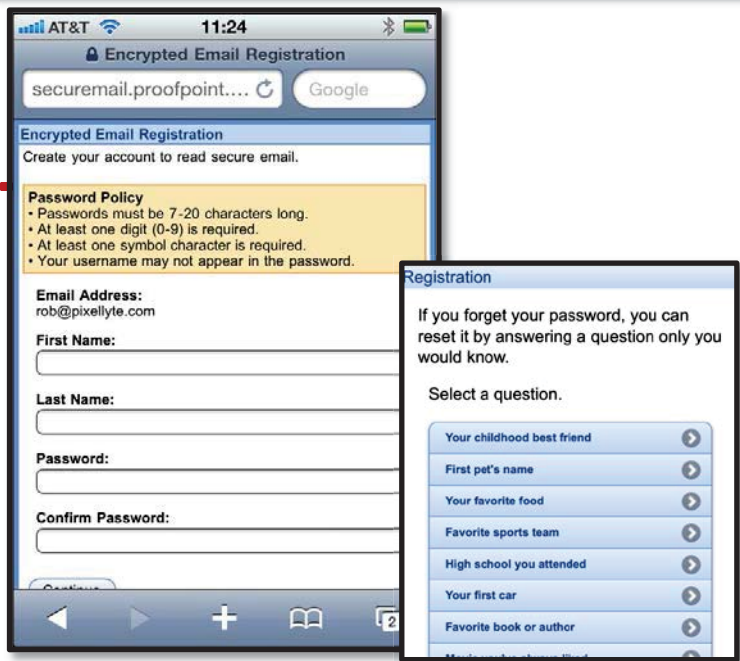 AT&T 11:24
Encrypted Email Registration
securemail.proofpoint.... Google
Encrypted Email Registration
Create your account to read secure email.
Password Policy
• Passwords must be 7-20 characters long.
• At least one digit (0-9) is required.
• At least one symbol character is required.
• Your username may not appear in the password.
Email Address:
rob@pixellyte.com
First Name:
Last Name:
Password:
Confirm Password:
Continue
2
Registration
If you forget your password, you can
reset it by answering a question only you
would know.
Select a question.
Your childhood best friend
First pet's name
Your favorite food
Favorite sports team
High school you attended
Your first car
Favorite book or author